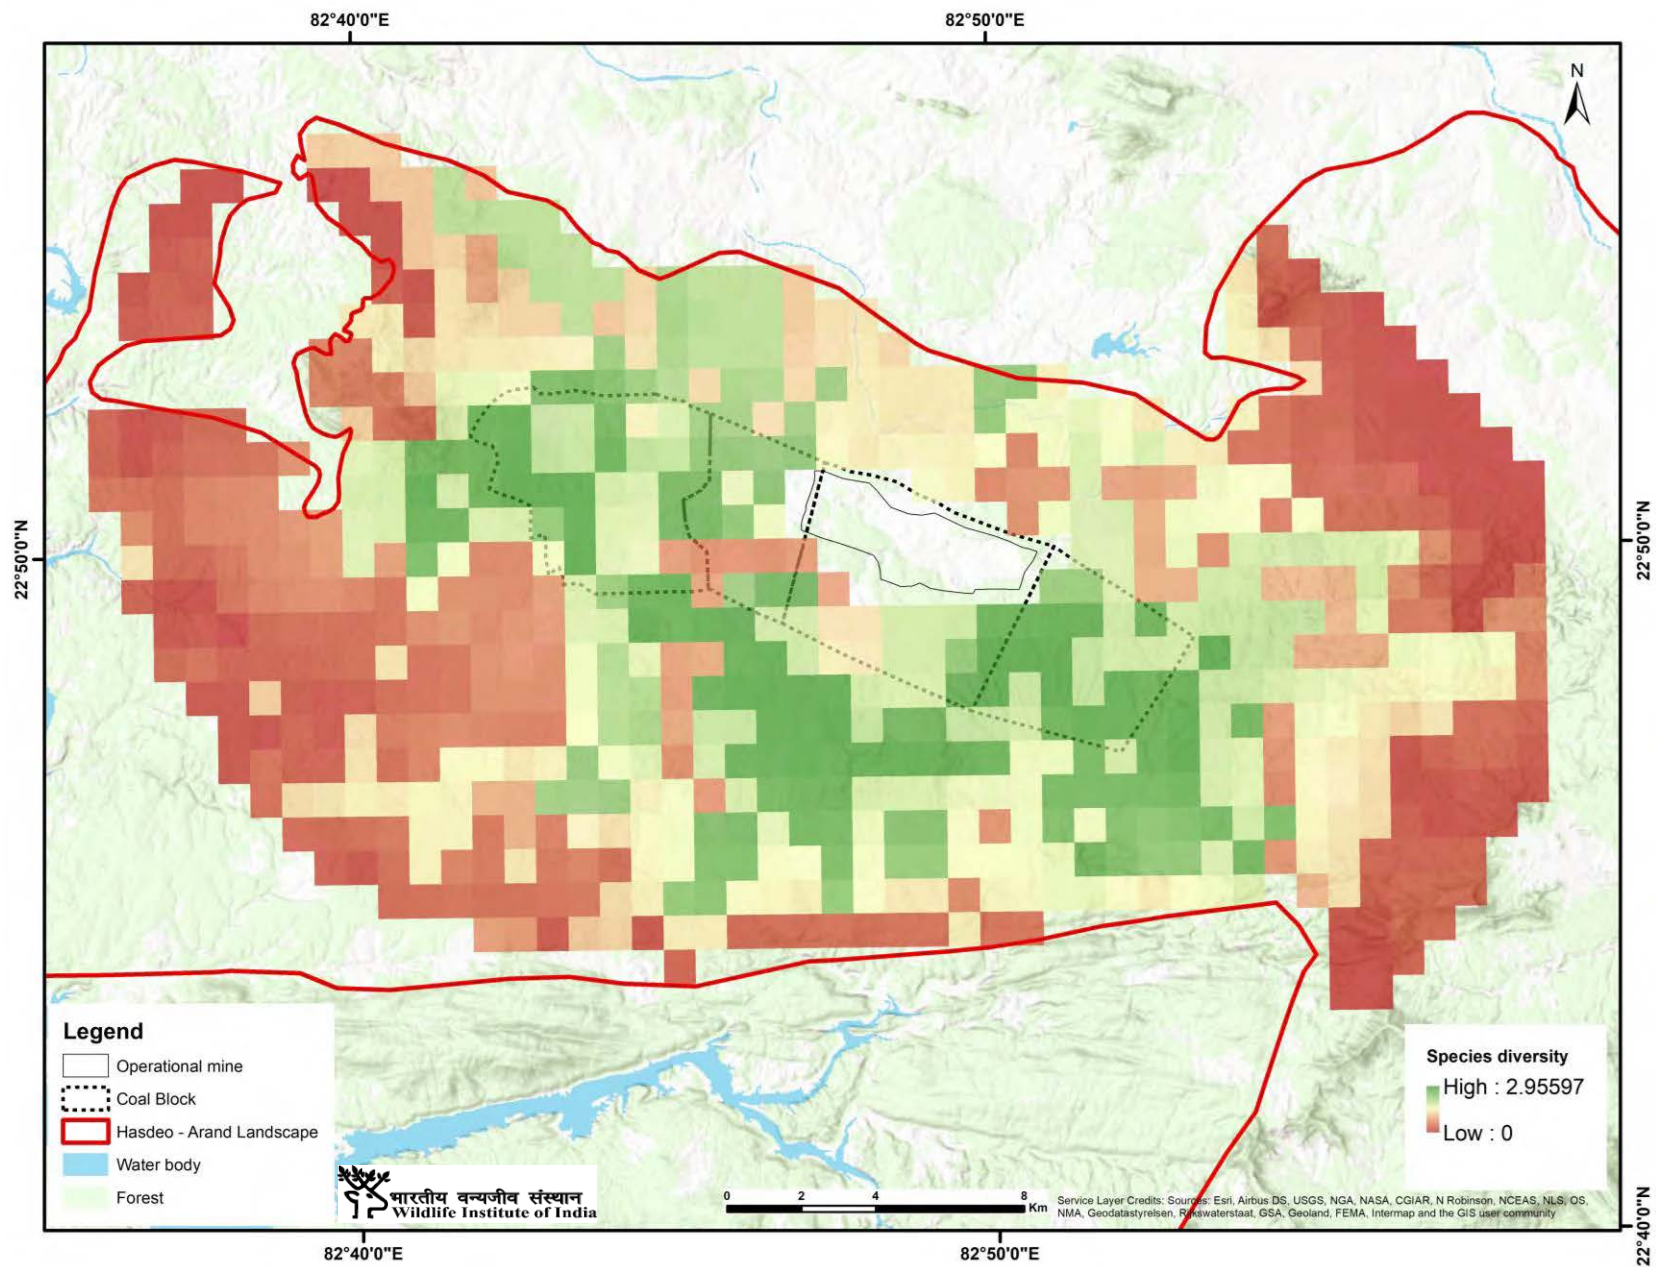 82°40'0"E
82°50'0"E
N
22°50'0"N
22°50'0"N
Legend
Operational mine
Coal Block
Hasdeo - Arand Landscape
Water body
Forest
भारतीय वन्यजीव संस्थान
Wildlife Institute of India
0 2 4 8
Km
Species diversity
High : 2.95597
Low : 0
Service Layer Credits: Sources: Esri, Airbus DS, USGS, NGA, NASA, CGIAR, N Robinson, NCEAS, NLS, OS,
NMA, Geodatastyrelsen, Rijkswaterstaat, GSA, Geoland, FEMA, Intermap and the GIS user community
22°40'0"N
82°40'0"E
82°50'0"E